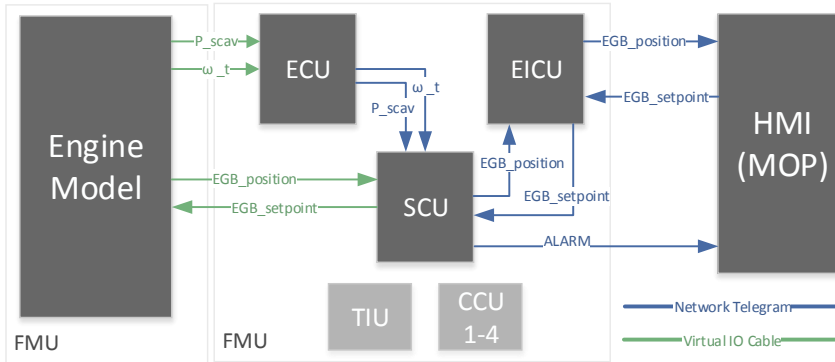 P_scav
ω_t
ECU
EICU
EGB_position
EGB_setpoint
Engine
Model
ω_t
P_scav
HMI
(MOP)
EGB_position
EGB_setpoint
SCU
EGB_position
EGB_setpoint
ALARM
TIU
CCU
1-4
FMU
FMU
Network Telegram
Virtual IO Cable